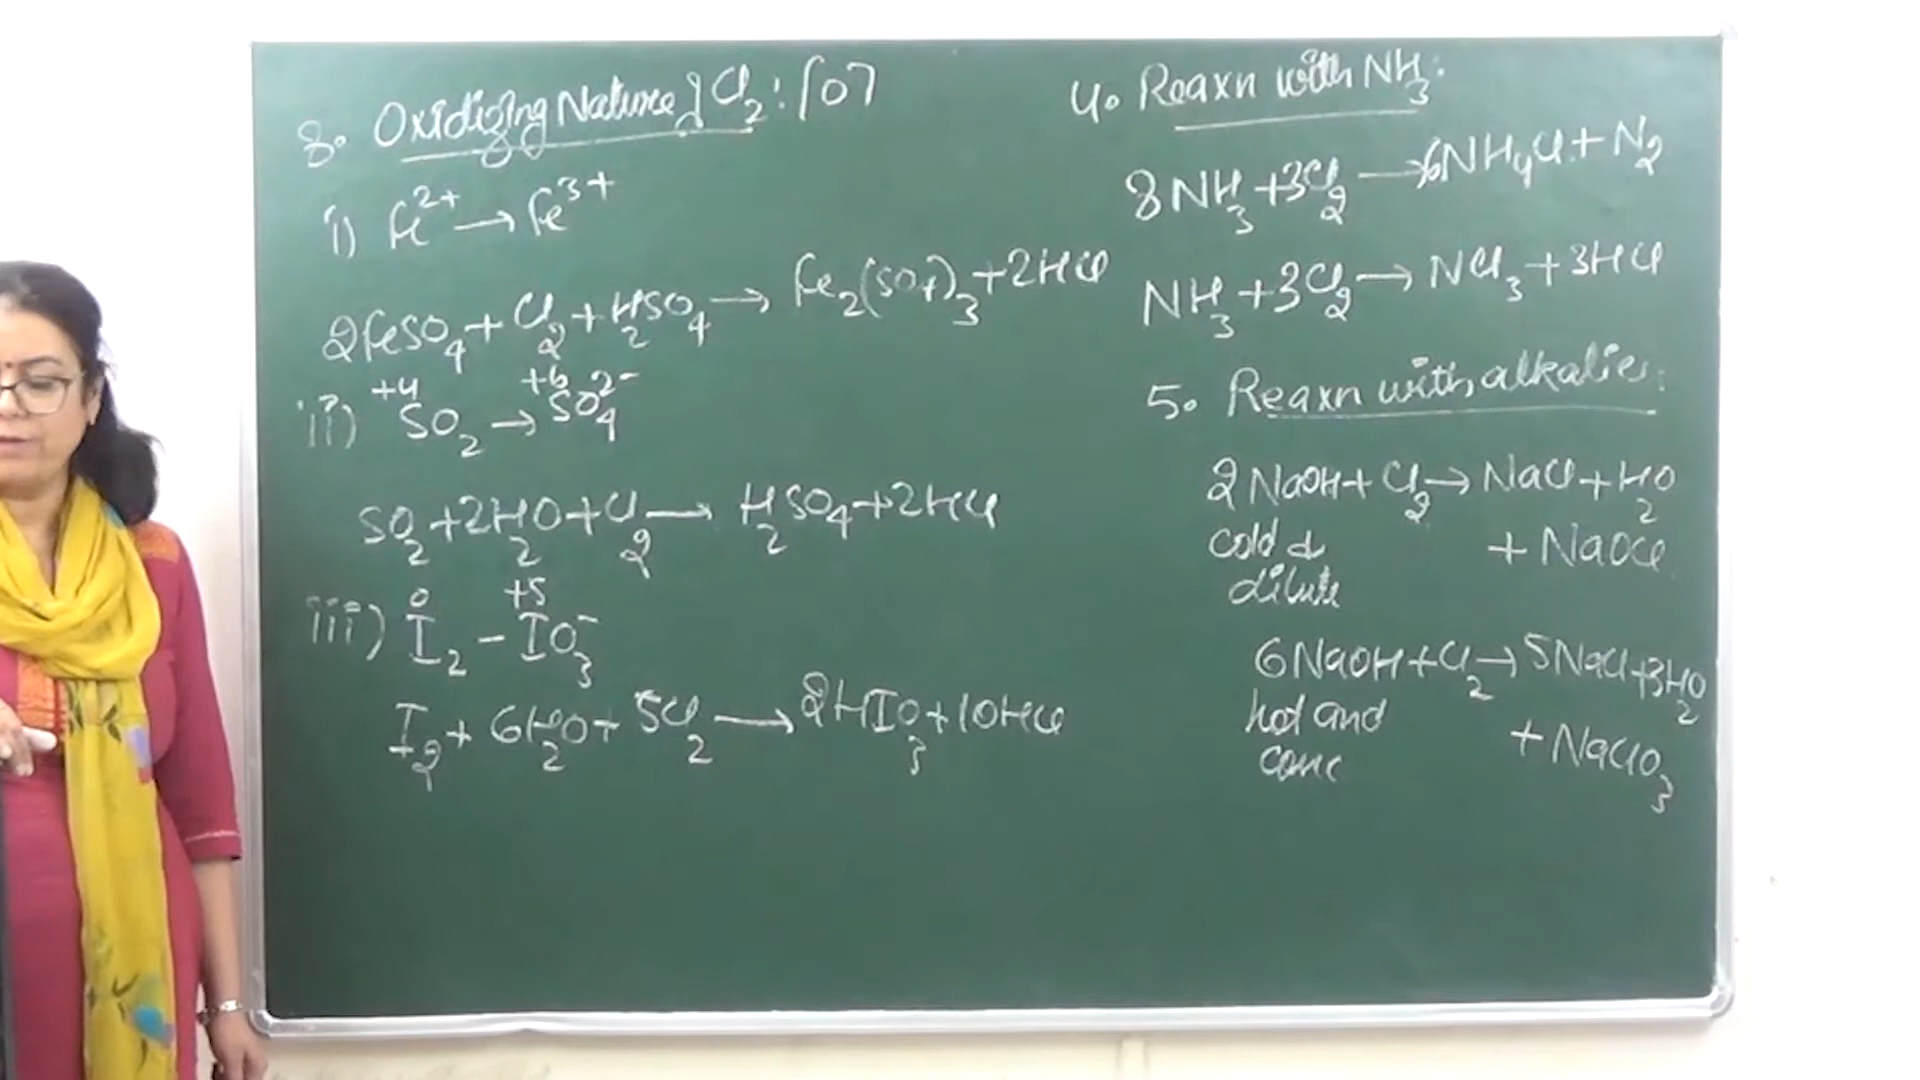 3. Oxidizing Nature of Cl₂: [O]
i) Fe²⁺ → Fe³⁺
2FeSO₄ + Cl₂ + H₂SO₄ → Fe₂(SO₄)₃ + 2HCl
ii) +4 SO₂ → +6 SO₄²⁻
SO₂ + 2H₂O + Cl₂ → H₂SO₄ + 2HCl
iii) 0 I₂ - +5 IO₃⁻
I₂ + 6H₂O + 5Cl₂ → 2HIO₃ + 10HCl
4. Reaxn with NH₃:
8NH₃ + 3Cl₂ → 6NH₄Cl + N₂
NH₃ + 3Cl₂ → NCl₃ + 3HCl
5. Reaxn with alkalies:
2NaOH + Cl₂ → NaCl + H₂O
cold & + NaOCl
dilute
6NaOH + Cl₂ → 5NaCl + 3H₂O
hot and + NaClO₃
conc